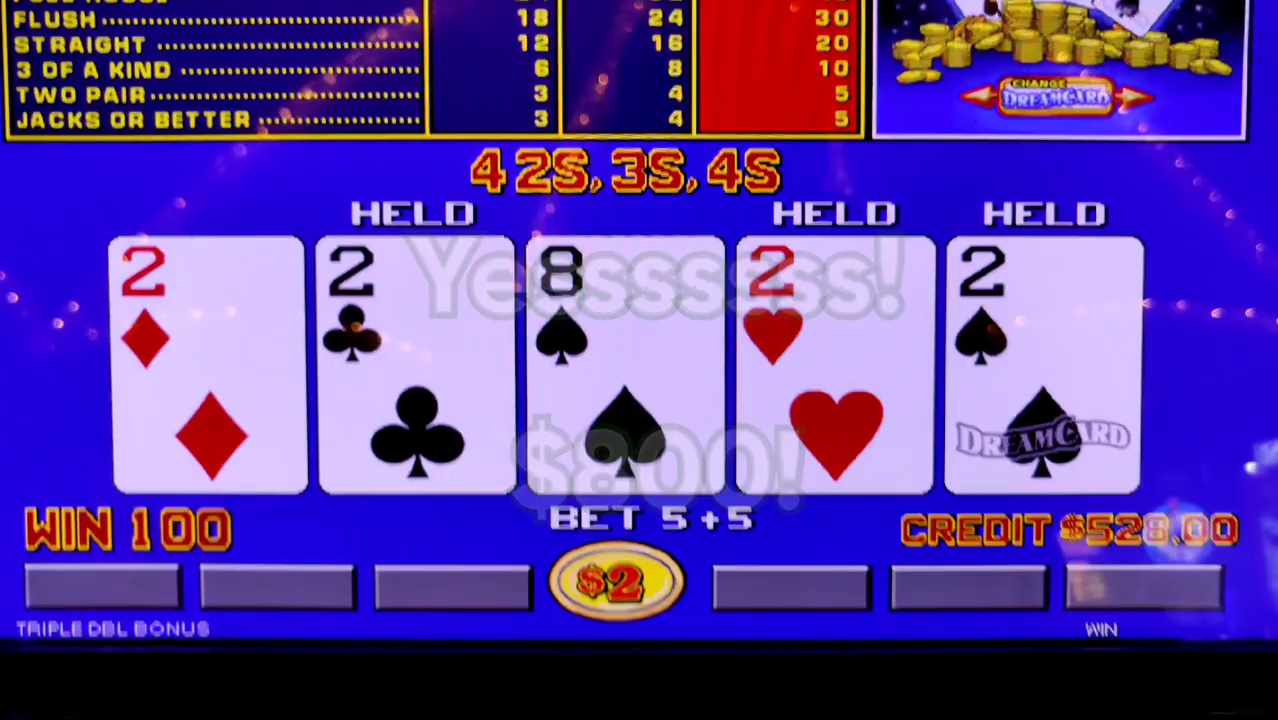 FLUSH 18 24 30
STRAIGHT 12 16 20
3 OF A KIND 6 8 10
TWO PAIR 3 4 5
JACKS OR BETTER 3 4 5
CHANGE
DREAMCARD
4 2S, 3S, 4S
HELD HELD HELD
2 2 8 2 2
Yesssssss!
DREAMCARD
$800!
WIN 100
BET 5+5
CREDIT $528.00
$2
TRIPLE DBL BONUS
WIN